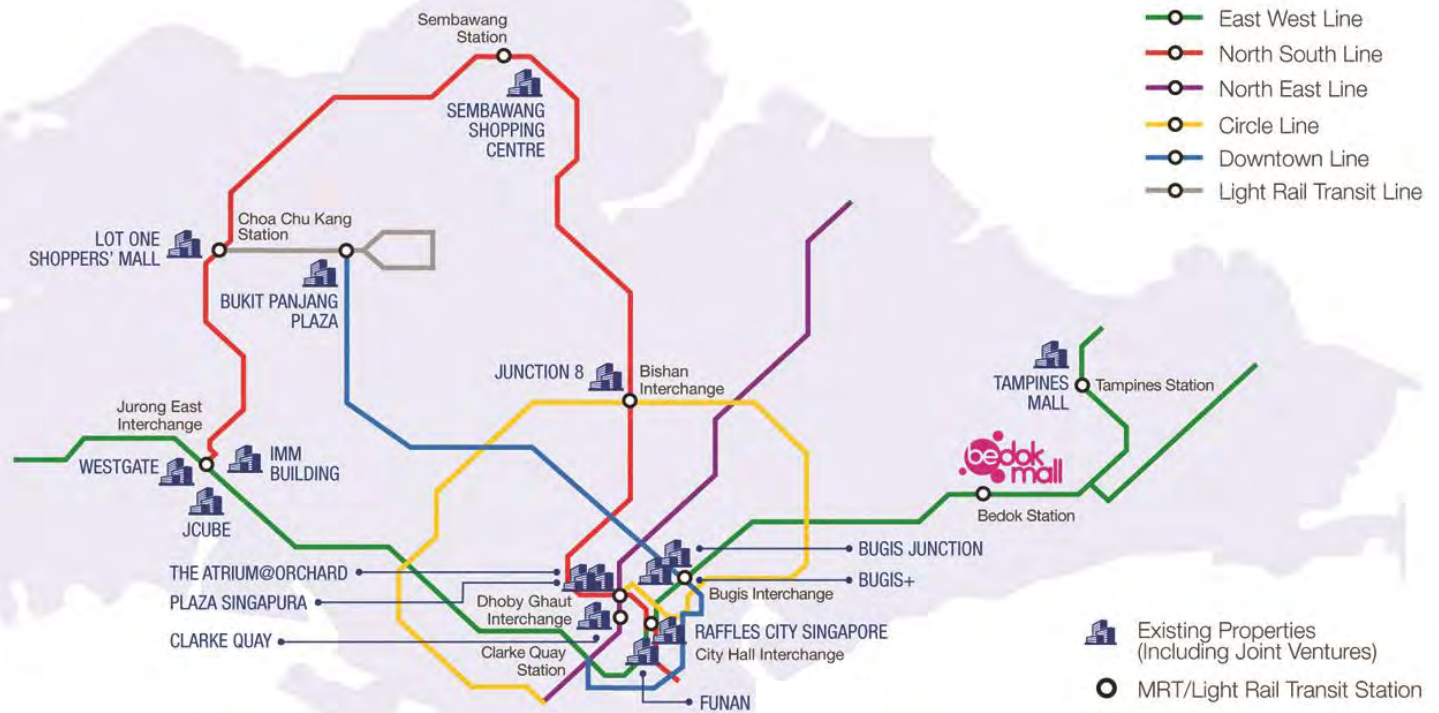 Sembawang
Station
SEMBAWANG
SHOPPING
CENTRE
East West Line
North South Line
North East Line
Circle Line
Downtown Line
Light Rail Transit Line
Choa Chu Kang
Station
LOT ONE
SHOPPERS' MALL
BUKIT PANJANG
PLAZA
JUNCTION 8
Bishan
Interchange
TAMPINES
MALL
Tampines Station
Jurong East
Interchange
WESTGATE
IMM
BUILDING
JCUBE
bedok
mall
Bedok Station
THE ATRIUM@ORCHARD
PLAZA SINGAPURA
CLARKE QUAY
Dhoby Ghaut
Interchange
Clarke Quay
Station
BUGIS JUNCTION
BUGIS+
Bugis Interchange
RAFFLES CITY SINGAPORE
City Hall Interchange
FUNAN
Existing Properties
(Including Joint Ventures)
MRT/Light Rail Transit Station